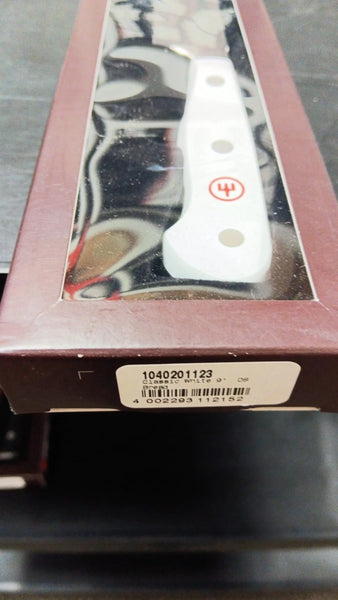 1040201123
Classic White 9" DS
Bread
4 002293 112152